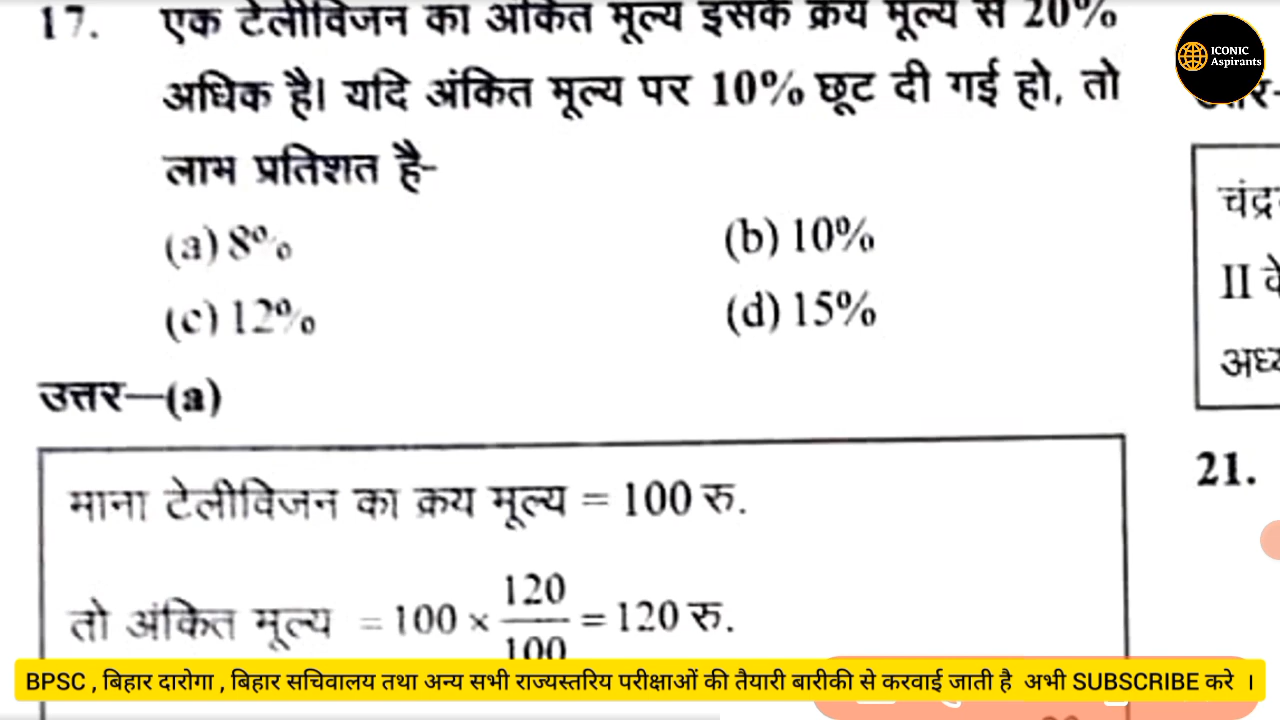 17. एक टेलीविजन का अंकित मूल्य इसके क्रय मूल्य से 20%
अधिक है। यदि अंकित मूल्य पर 10% छूट दी गई हो, तो
लाभ प्रतिशत है-
(a) 8% (b) 10%
(c) 12% (d) 15%
उत्तर—(a)
माना टेलीविजन का क्रय मूल्य = 100 रु.
तो अंकित मूल्य = 100 × 120/100 = 120 रु.
ICONIC
Aspirants
चंद्र
II के
21.
BPSC , बिहार दारोगा , बिहार सचिवालय तथा अन्य सभी राज्यस्तरिय परीक्षाओं की तैयारी बारीकी से करवाई जाती है अभी SUBSCRIBE करे ।